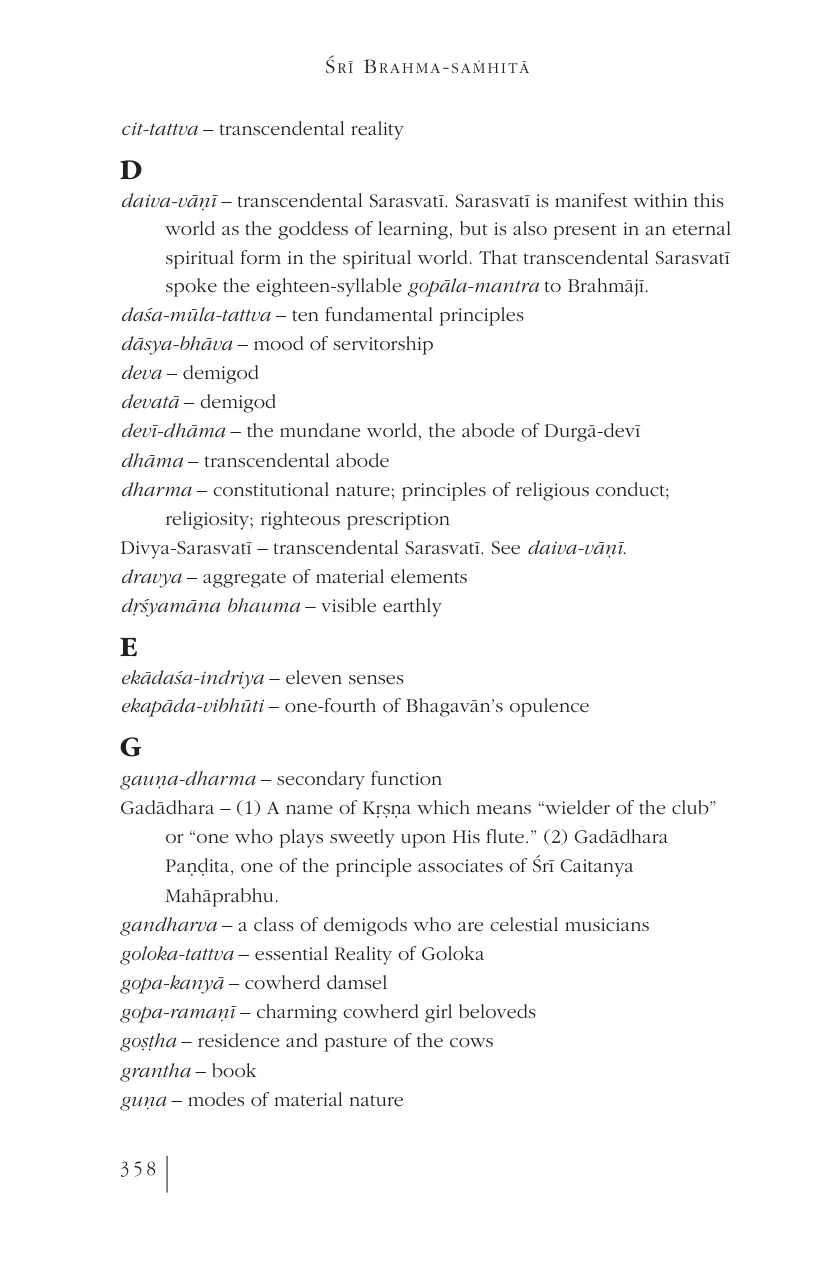 ŚRĪ BRAHMA-SAṀHITĀ
cit-tattva – transcendental reality
D
daiva-vāṇī – transcendental Sarasvatī. Sarasvatī is manifest within this
world as the goddess of learning, but is also present in an eternal
spiritual form in the spiritual world. That transcendental Sarasvatī
spoke the eighteen-syllable gopāla-mantra to Brahmājī.
daśa-mūla-tattva – ten fundamental principles
dāsya-bhāva – mood of servitorship
deva – demigod
devatā – demigod
devī-dhāma – the mundane world, the abode of Durgā-devī
dhāma – transcendental abode
dharma – constitutional nature; principles of religious conduct;
religiosity; righteous prescription
Divya-Sarasvatī – transcendental Sarasvatī. See daiva-vāṇī.
dravya – aggregate of material elements
dṛśyamāna bhauma – visible earthly
E
ekādaśa-indriya – eleven senses
ekapāda-vibhūti – one-fourth of Bhagavān’s opulence
G
gauṇa-dharma – secondary function
Gadādhara – (1) A name of Kṛṣṇa which means “wielder of the club”
or “one who plays sweetly upon His flute.” (2) Gadādhara
Paṇḍita, one of the principle associates of Śrī Caitanya
Mahāprabhu.
gandharva – a class of demigods who are celestial musicians
goloka-tattva – essential Reality of Goloka
gopa-kanyā – cowherd damsel
gopa-ramaṇī – charming cowherd girl beloveds
goṣṭha – residence and pasture of the cows
grantha – book
guṇa – modes of material nature
358